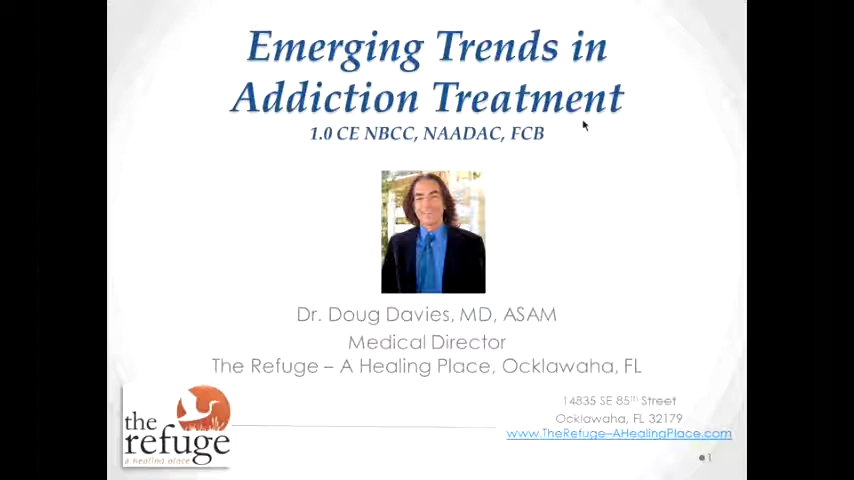 Emerging Trends in
Addiction Treatment
1.0 CE NBCC, NAADAC, FCB
Dr. Doug Davies, MD, ASAM
Medical Director
The Refuge – A Healing Place, Ocklawaha, FL
14835 SE 85th Street
Ocklawaha, FL 32179
www.TheRefuge-AHealingPlace.com
the
refuge
a healing place
1